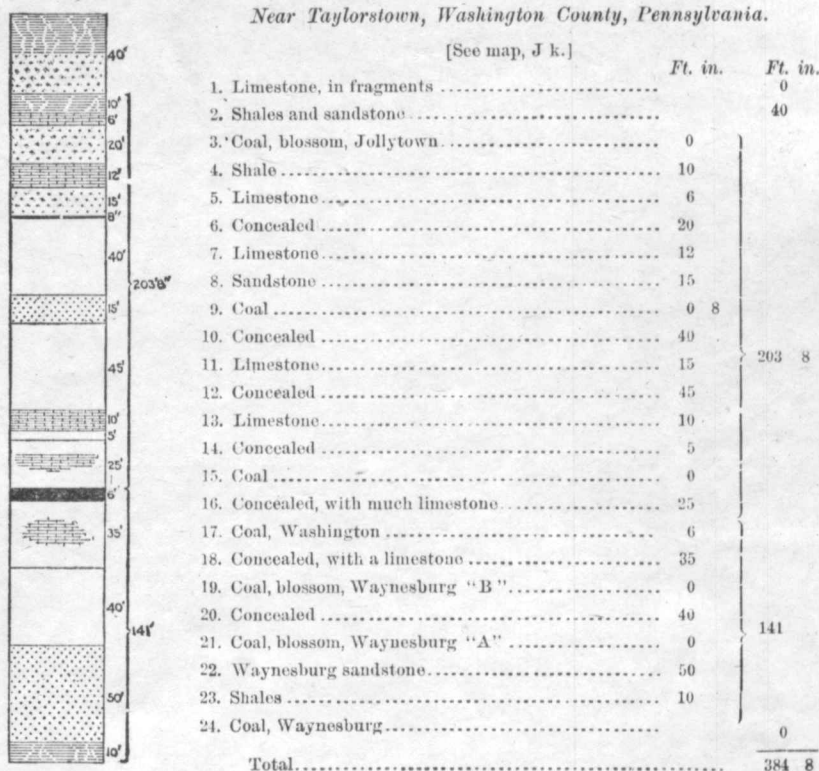 Near Taylorstown, Washington County, Pennsylvania.
[See map, J k.]
Ft. in. Ft. in.
1. Limestone, in fragments 0
2. Shales and sandstone 40
3. Coal, blossom, Jollytown 0
4. Shale 10
5. Limestone 6
6. Concealed 20
7. Limestone 12
8. Sandstone 15
9. Coal 0 8
10. Concealed 40
11. Limestone 15
203 8
12. Concealed 45
13. Limestone 10
14. Concealed 5
15. Coal 0
16. Concealed, with much limestone 25
17. Coal, Washington 6
18. Concealed, with a limestone 35
19. Coal, blossom, Waynesburg "B" 0
20. Concealed 40
141
21. Coal, blossom, Waynesburg "A" 0
22. Waynesburg sandstone 50
23. Shales 10
24. Coal, Waynesburg 0
Total 384 8
40'
10'
6'
20'
12'
15'
8"
40'
203'8"
15'
45'
10'
5'
25'
6'
35'
40'
141'
50'
10'